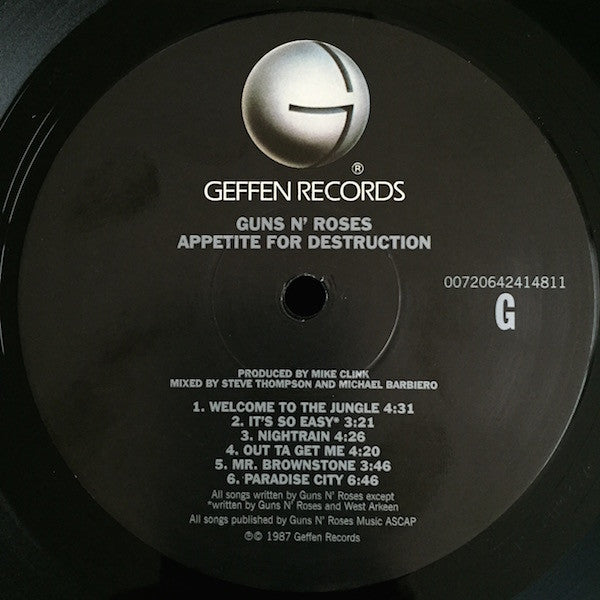 ®
GEFFEN RECORDS
GUNS N' ROSES
APPETITE FOR DESTRUCTION
00720642414811
G
PRODUCED BY MIKE CLINK
MIXED BY STEVE THOMPSON AND MICHAEL BARBIERO
1. WELCOME TO THE JUNGLE 4:31
2. IT'S SO EASY* 3:21
3. NIGHTRAIN 4:26
4. OUT TA GET ME 4:20
5. MR. BROWNSTONE 3:46
6. PARADISE CITY 6:46
All songs written by Guns N' Roses except
*written by Guns N' Roses and West Arkeen
All songs published by Guns N' Roses Music ASCAP
℗© 1987 Geffen Records